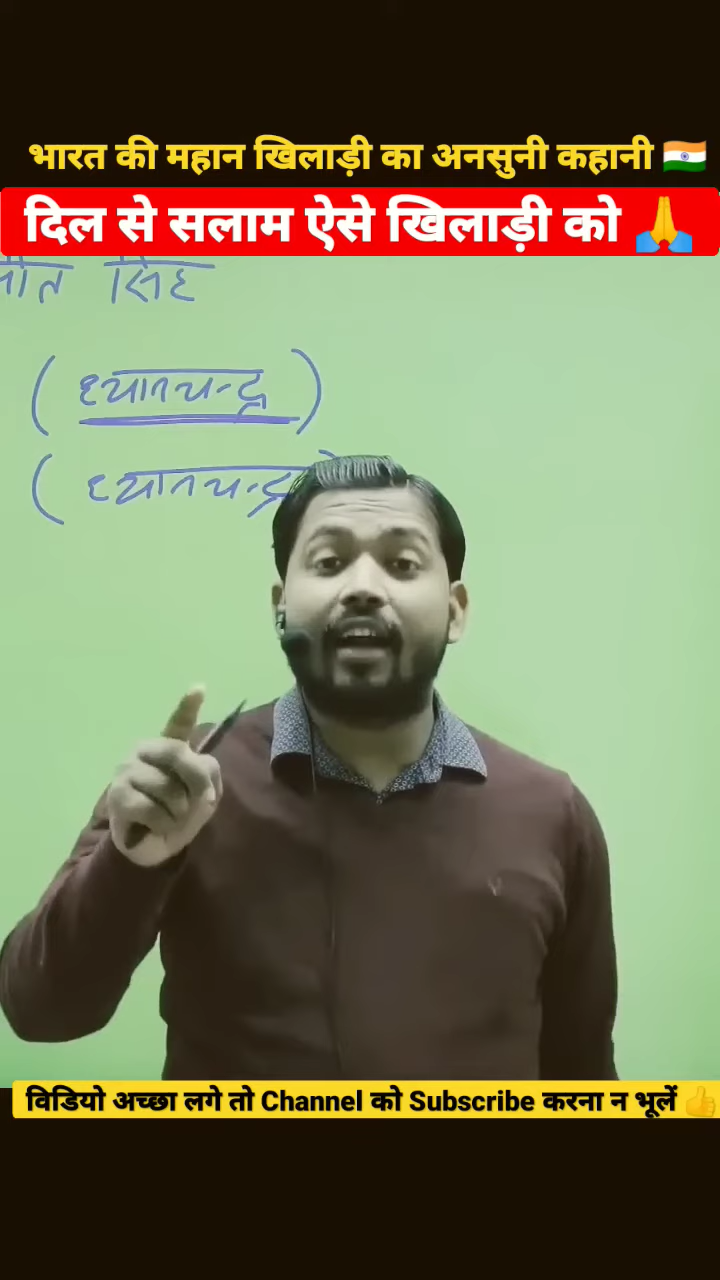 भारत की महान खिलाड़ी का अनसुनी कहानी 🇮🇳
दिल से सलाम ऐसे खिलाड़ी को 🙏
सिंह
(ध्यानचन्द्र)
(ध्यानचन्द्र
विडियो अच्छा लगे तो Channel को Subscribe करना न भूलें 👍